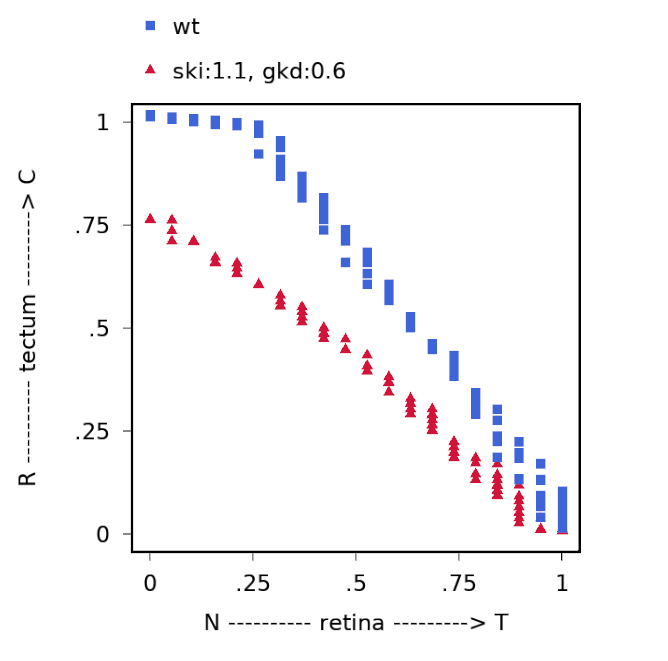 wt
ski:1.1, gkd:0.6
1
.75
.5
.25
0
R ---------- tectum ---------> C
0
.25
.5
.75
1
N ---------- retina ---------> T